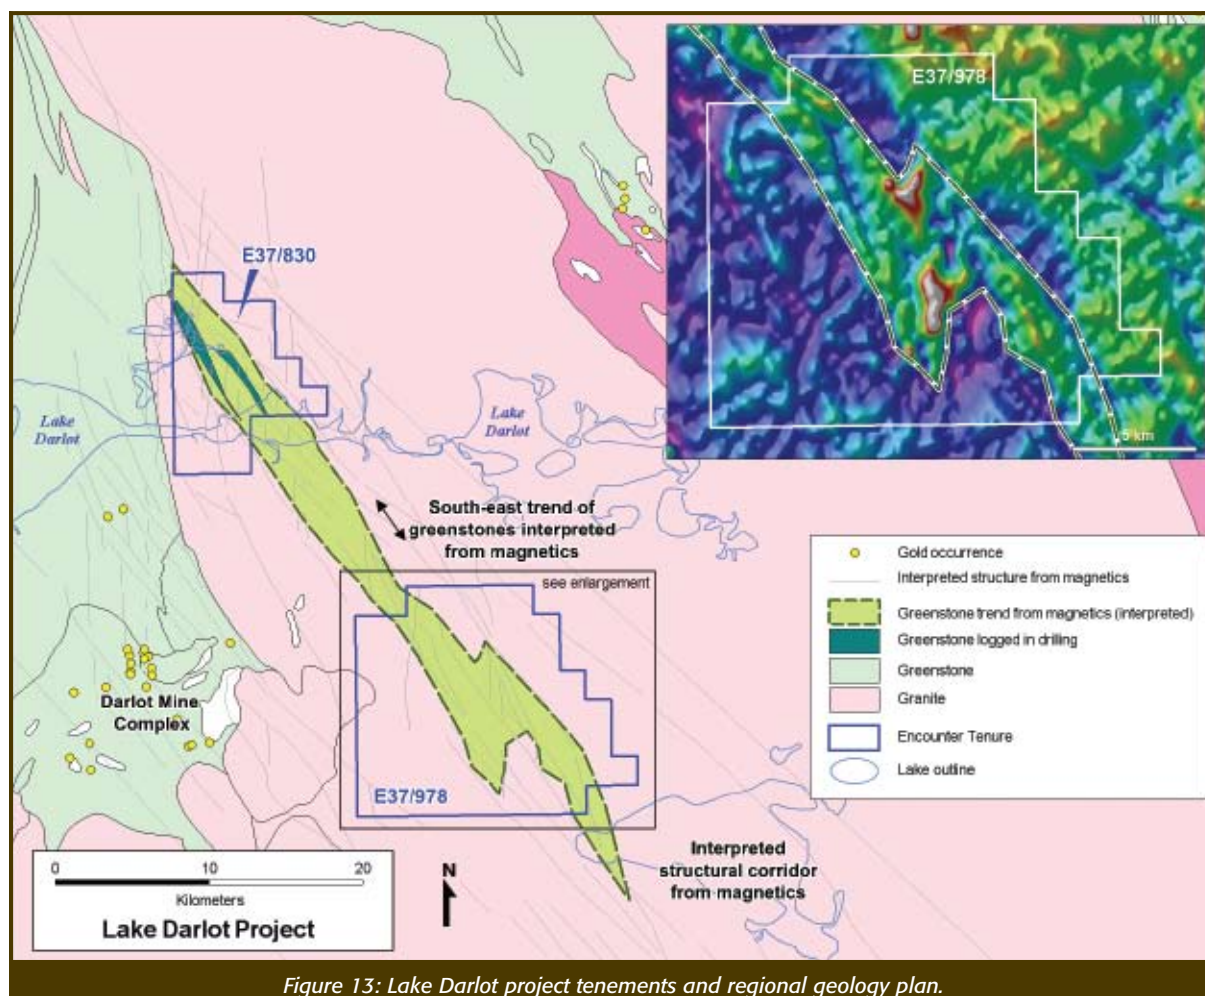 E37/978
E37/830
Lake
Darlot
Lake
Darlot
South-east trend of
greenstones interpreted
from magnetics
5 km
see enlargement
Gold occurrence
Interpreted structure from magnetics
Greenstone trend from magnetics (interpreted)
Greenstone logged in drilling
Greenstone
Granite
Encounter Tenure
Lake outline
Darlot Mine
Complex
E37/978
Interpreted
structural corridor
from magnetics
0 10 20
Kilometers
N
Lake Darlot Project
Figure 13: Lake Darlot project tenements and regional geology plan.